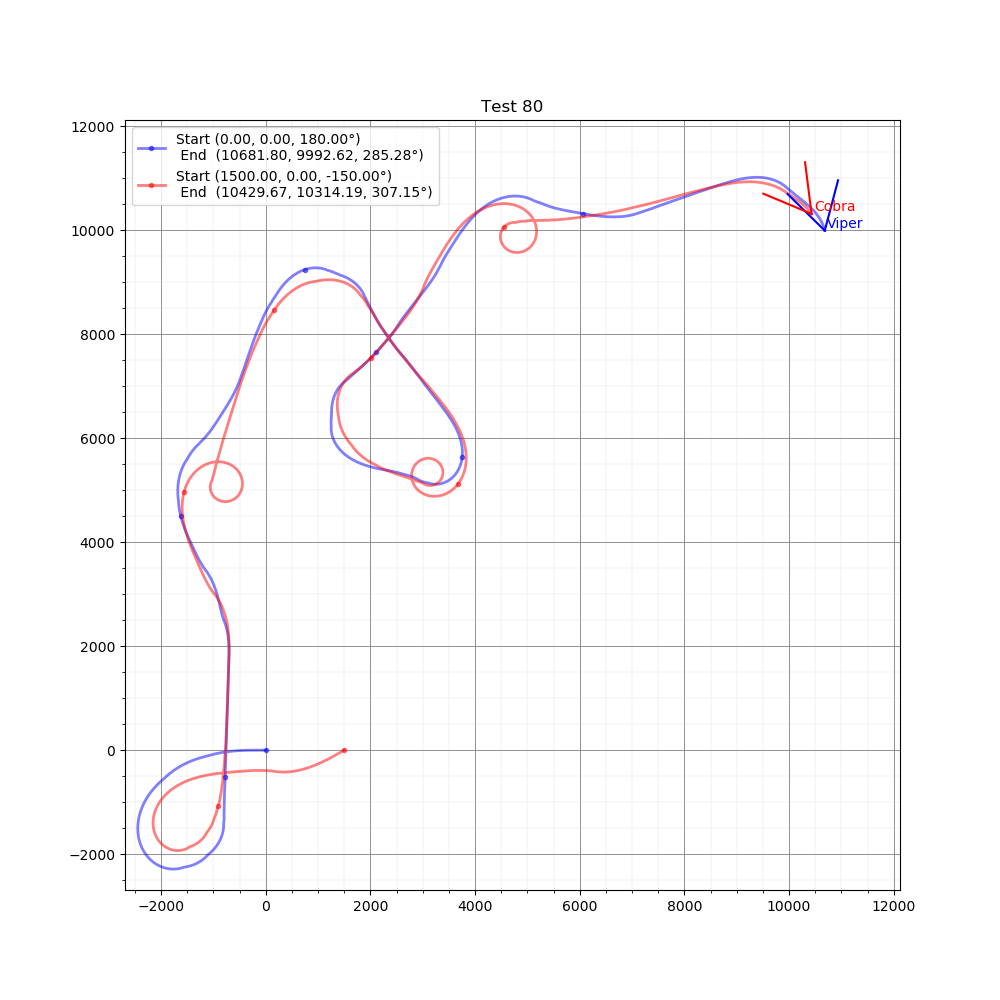 Test 80
Start (0.00, 0.00, 180.00°)
End (10681.80, 9992.62, 285.28°)
Start (1500.00, 0.00, -150.00°)
End (10429.67, 10314.19, 307.15°)
12000
10000
8000
6000
4000
2000
0
−2000
Cobra
Viper
−2000 0 2000 4000 6000 8000 10000 12000